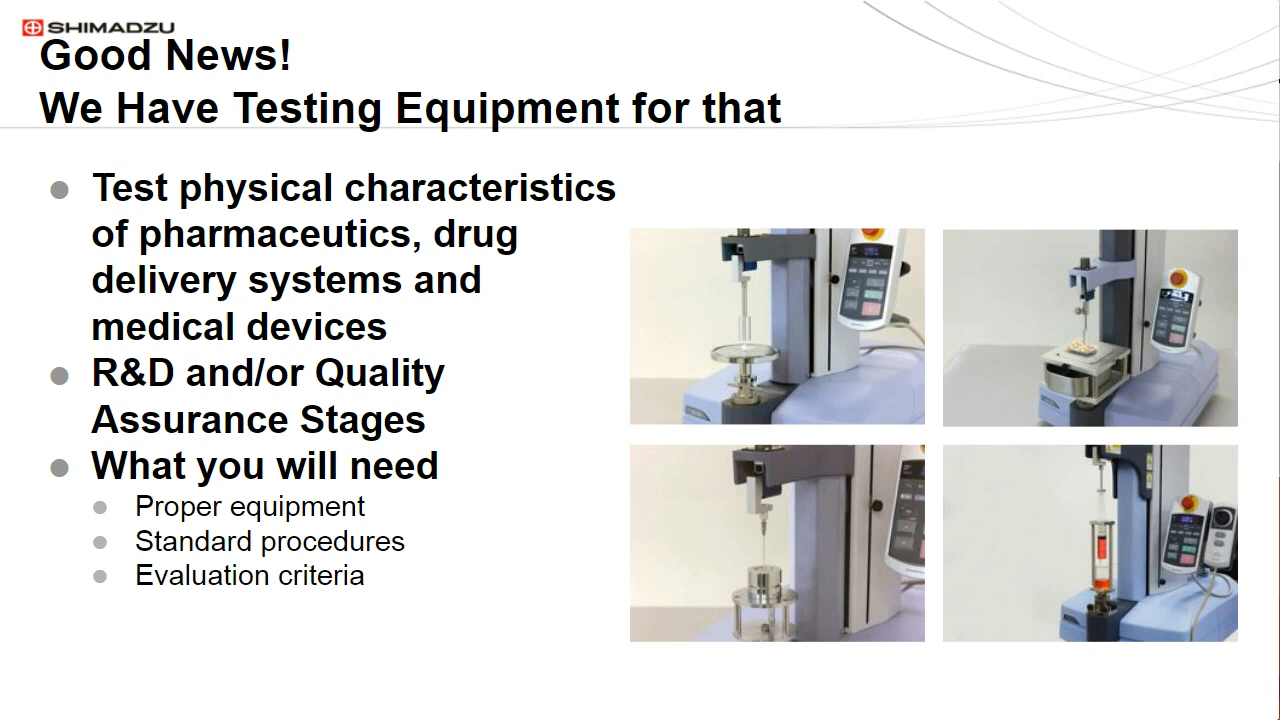 SHIMADZU
Good News!
We Have Testing Equipment for that
Test physical characteristics
of pharmaceutics, drug
delivery systems and
medical devices
R&D and/or Quality
Assurance Stages
What you will need
Proper equipment
Standard procedures
Evaluation criteria